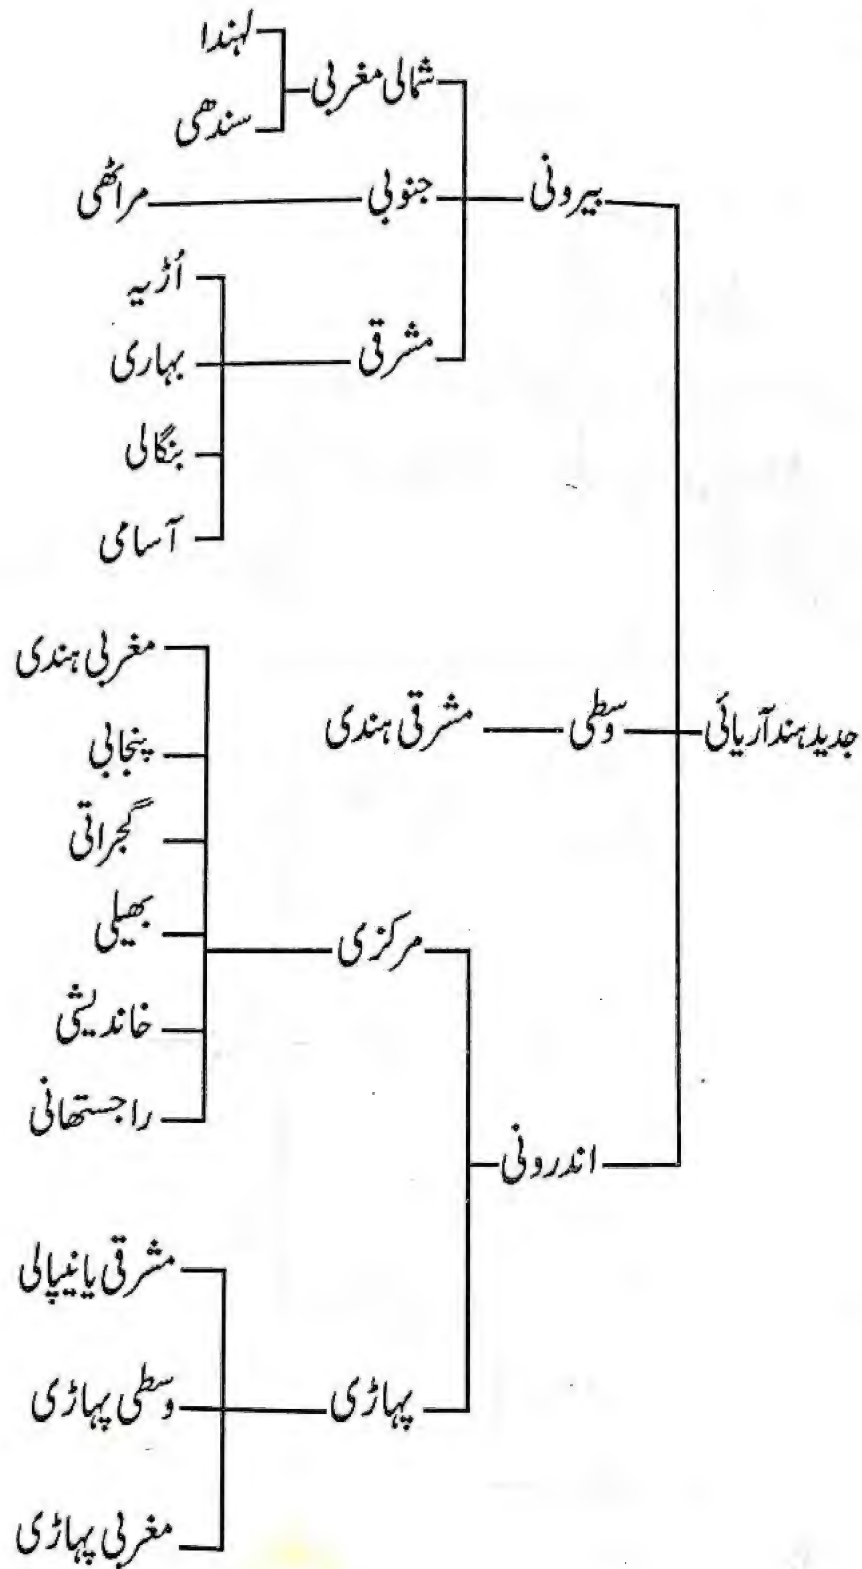 لہندا
شمالی مغربی
سندھی
بیرونی
جنوبی
مراٹھی
اُڑیہ
مشرقی
بہاری
بنگالی
آسامی
مغربی ہندی
جدید ہند آریائی
وسطی
مشرقی ہندی
پنجابی
گجراتی
بھیلی
مرکزی
خاندیشی
راجستھانی
اندرونی
مشرقی یا نیپالی
پہاڑی
وسطی پہاڑی
مغربی پہاڑی